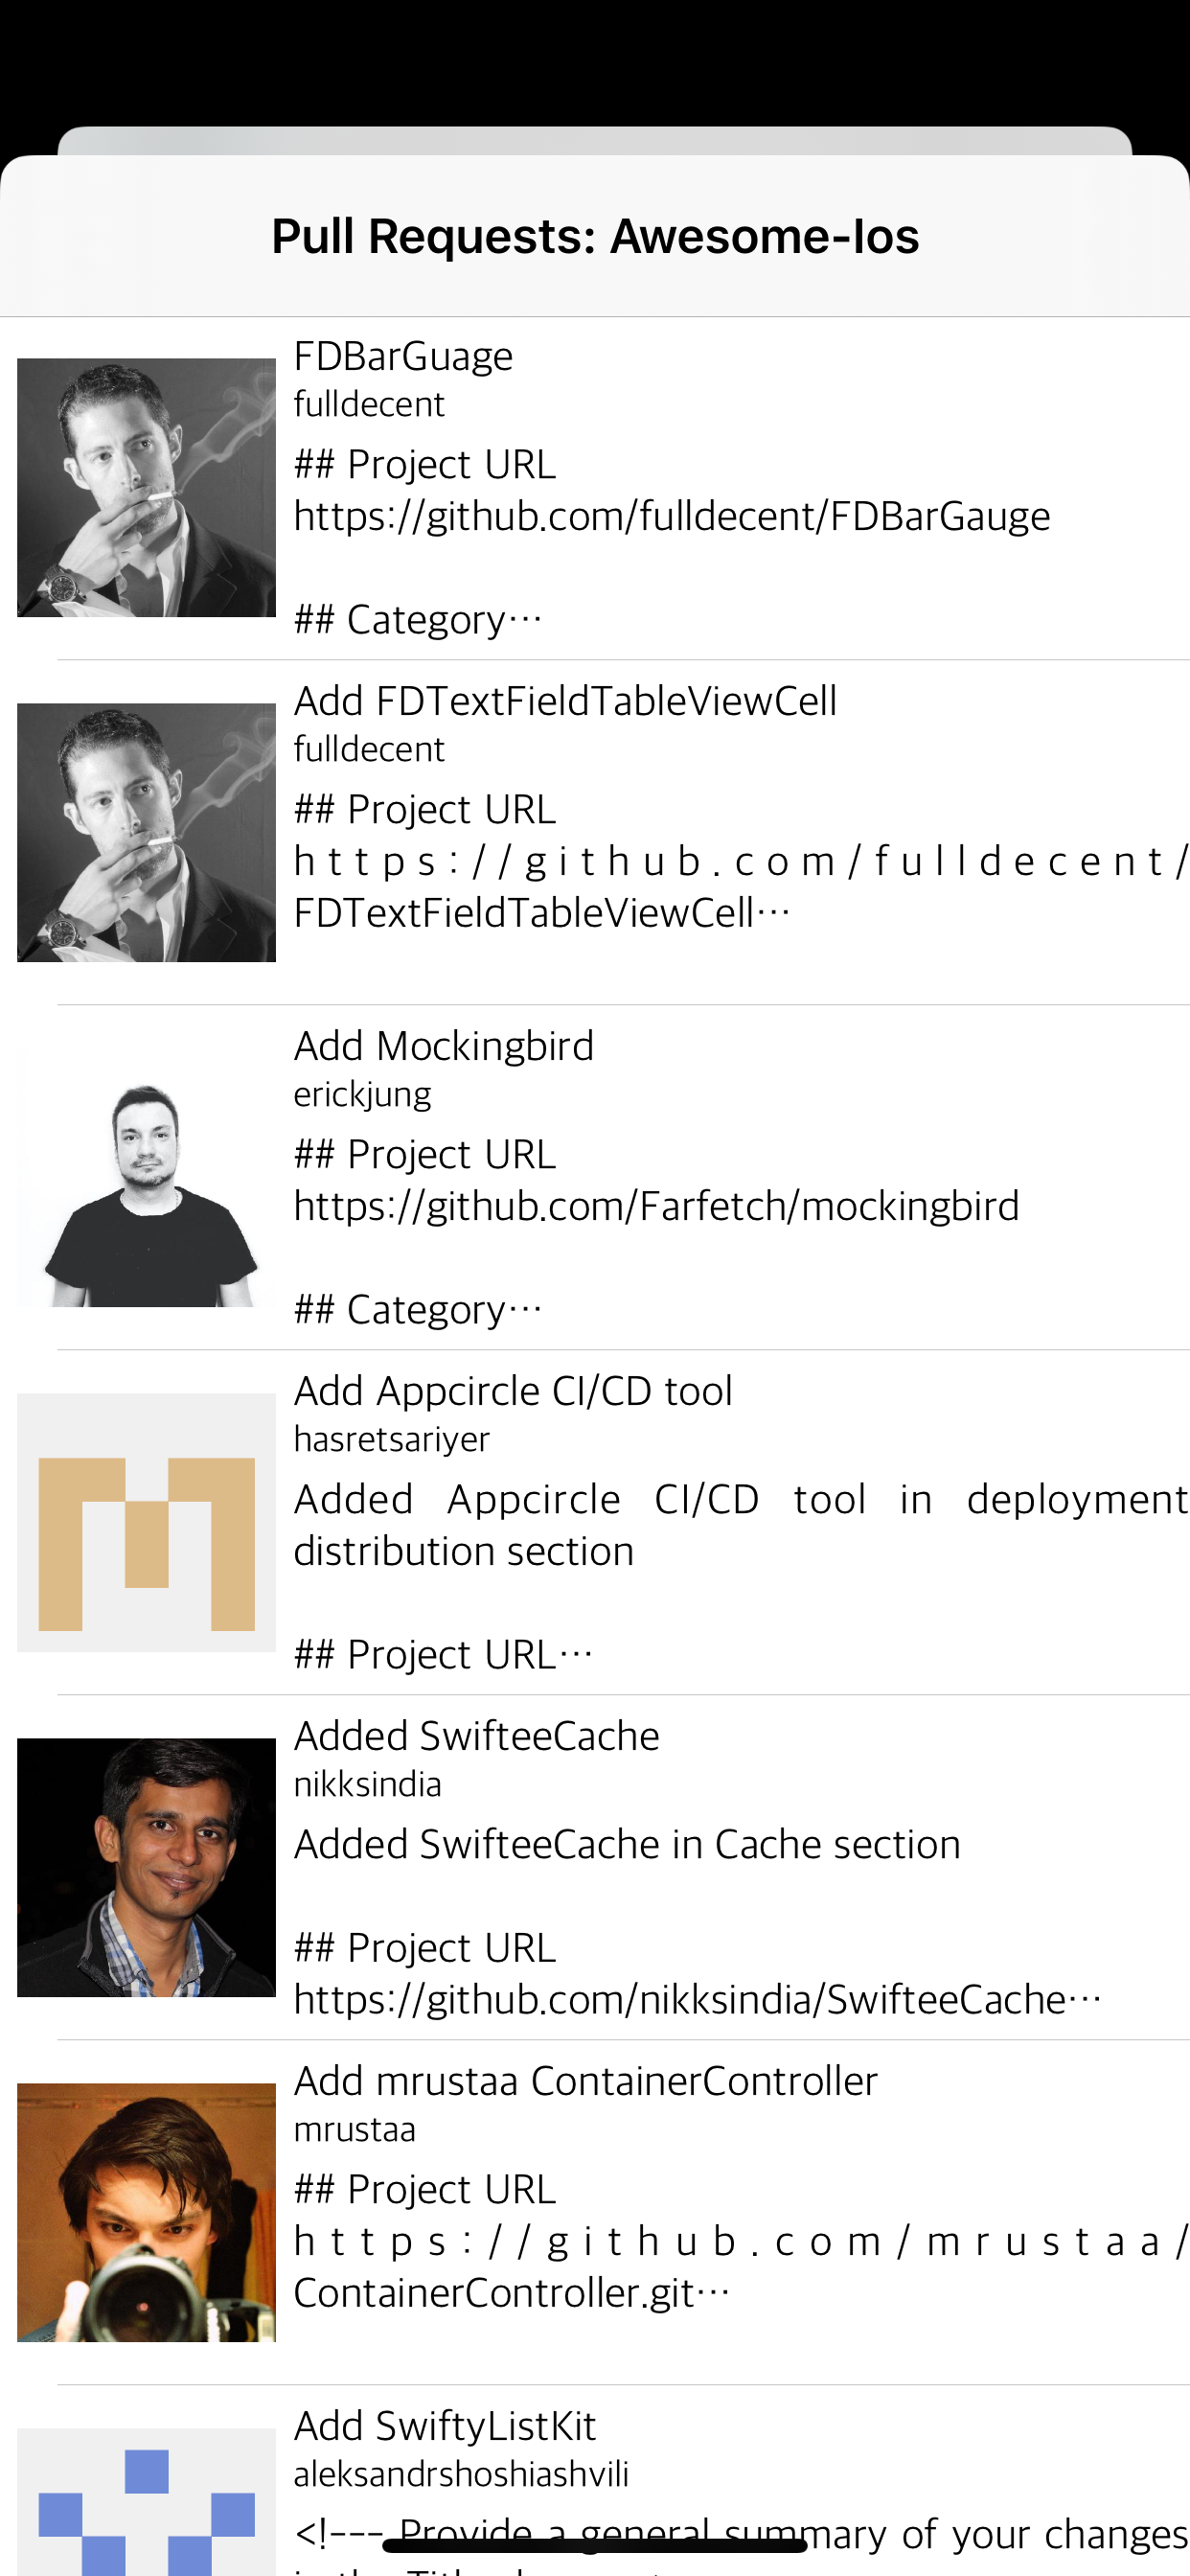 Pull Requests: Awesome-Ios
FDBarGuage
fulldecent
## Project URL
https://github.com/fulldecent/FDBarGauge
## Category…
Add FDTextFieldTableViewCell
fulldecent
## Project URL
https://github.com/fulldecent/
FDTextFieldTableViewCell…
Add Mockingbird
erickjung
## Project URL
https://github.com/Farfetch/mockingbird
## Category…
Add Appcircle CI/CD tool
hasretsariyer
Added Appcircle CI/CD tool in deployment
distribution section
## Project URL…
Added SwifteeCache
nikksindia
Added SwifteeCache in Cache section
## Project URL
https://github.com/nikksindia/SwifteeCache…
Add mrustaa ContainerController
mrustaa
## Project URL
https://github.com/mrustaa/
ContainerController.git…
Add SwiftyListKit
aleksandrshoshiashvili
<!--- Provide a general summary of your changes